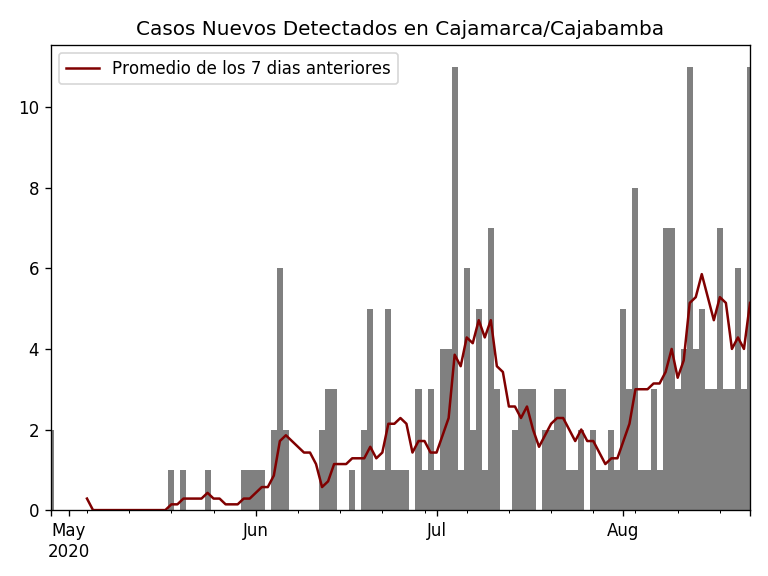 Casos Nuevos Detectados en Cajamarca/Cajabamba
Promedio de los 7 dias anteriores
10
8
6
4
2
0
May Jun Jul Aug
2020